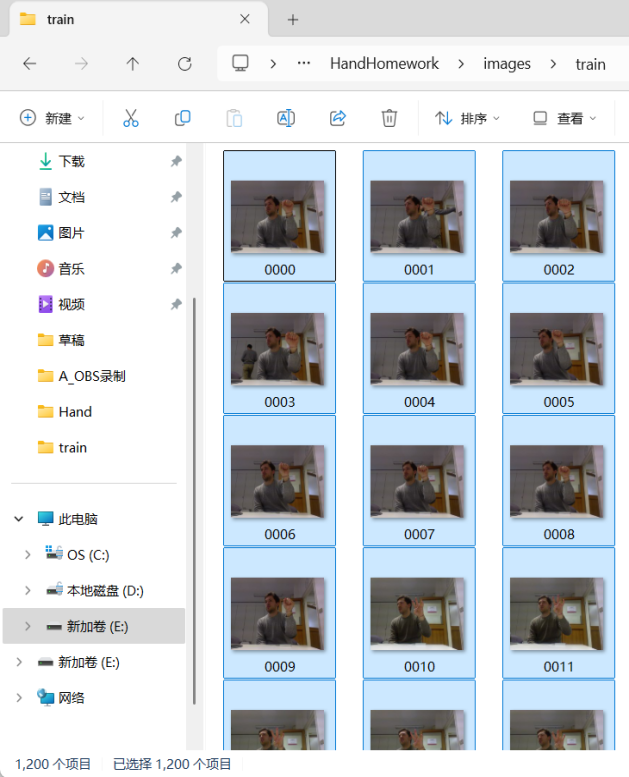 train
HandHomework > images > train
新建
排序
查看
下载
文档
图片
音乐
视频
草稿
A_OBS录制
Hand
train
此电脑
OS (C:)
本地磁盘 (D:)
新加卷 (E:)
新加卷 (E:)
网络
0000 0001 0002
0003 0004 0005
0006 0007 0008
0009 0010 0011
1,200 个项目 已选择 1,200 个项目